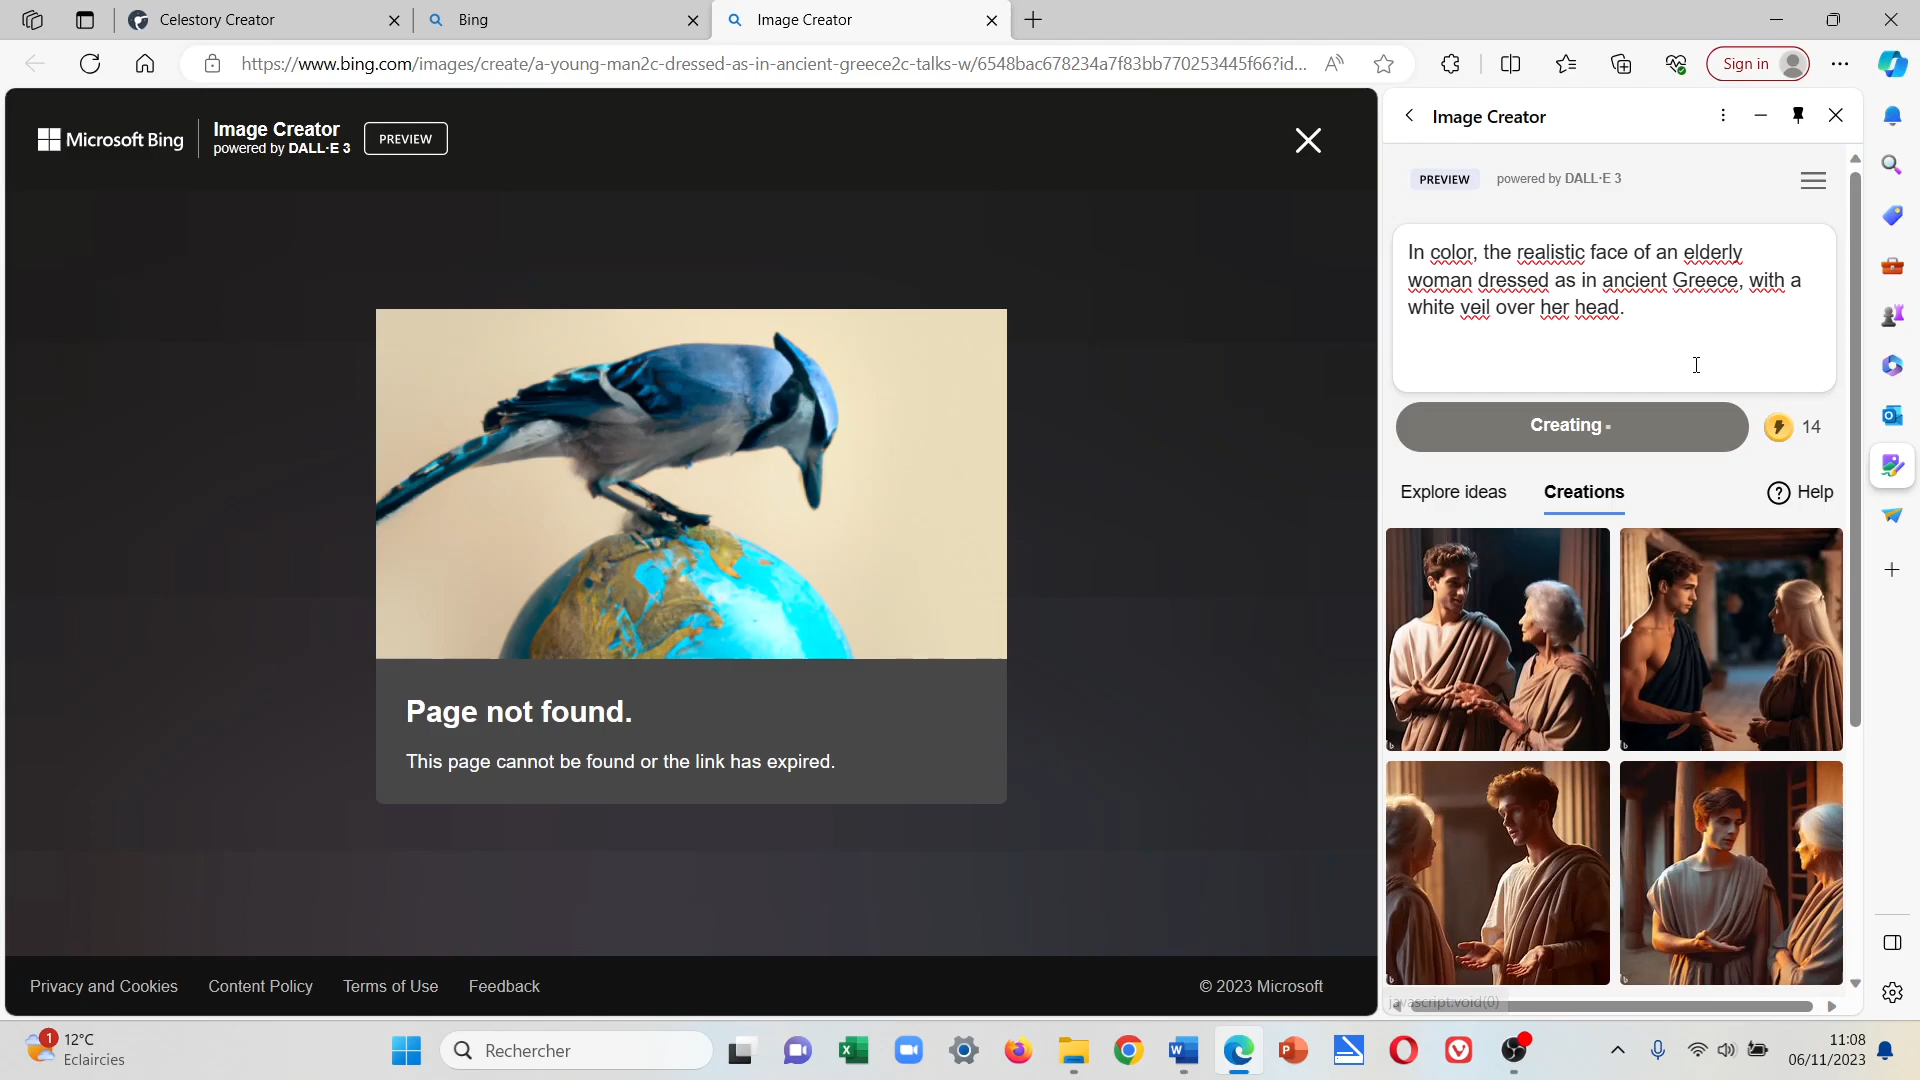 Celestory Creator
Bing
Image Creator
https://www.bing.com/images/create/a-young-man2c-dressed-as-in-ancient-greece2c-talks-w/6548bac678234a7f83bb770253445f66?id...
Sign in
Microsoft Bing
Image Creator
powered by DALL·E 3
PREVIEW
Page not found.
This page cannot be found or the link has expired.
Privacy and Cookies
Content Policy
Terms of Use
Feedback
© 2023 Microsoft
Image Creator
PREVIEW
powered by DALL·E 3
In color, the realistic face of an elderly
woman dressed as in ancient Greece, with a
white veil over her head.
Creating
14
Explore ideas
Creations
Help
javascript:void(0)
1
12°C
Eclaircies
Rechercher
11:08
06/11/2023